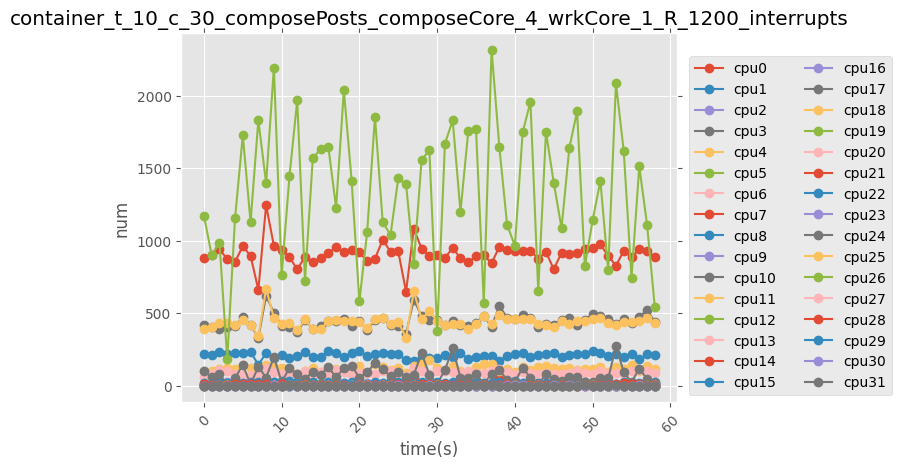 container_t_10_c_30_composePosts_composeCore_4_wrkCore_1_R_1200_interrupts
num
2000
1500
1000
500
0
0
10
20
30
40
50
60
time(s)
cpu0
cpu1
cpu2
cpu3
cpu4
cpu5
cpu6
cpu7
cpu8
cpu9
cpu10
cpu11
cpu12
cpu13
cpu14
cpu15
cpu16
cpu17
cpu18
cpu19
cpu20
cpu21
cpu22
cpu23
cpu24
cpu25
cpu26
cpu27
cpu28
cpu29
cpu30
cpu31